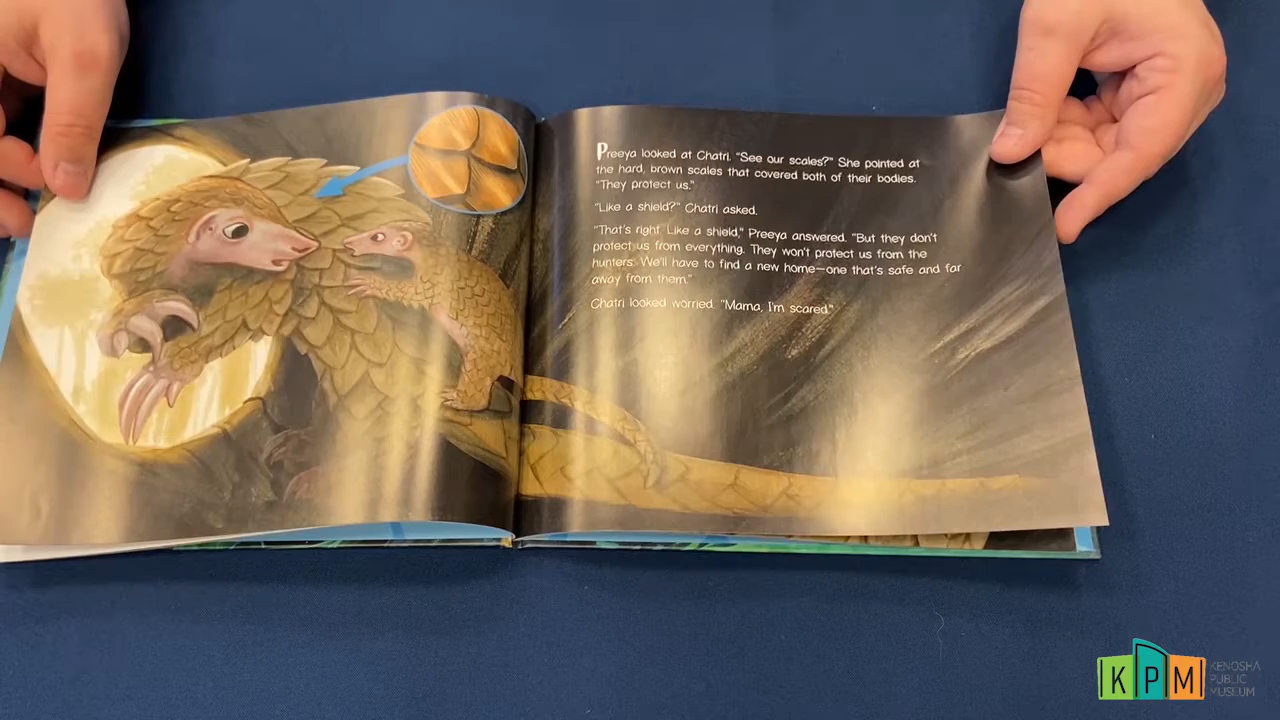 Preeya looked at Chatri. "See our scales?" She pointed at
the hard, brown scales that covered both of their bodies.
"They protect us."
"Like a shield?" Chatri asked.
"That's right. Like a shield," Preeya answered. "But they don't
protect us from everything. They won't protect us from the
hunters. We'll have to find a new home—one that's safe and far
away from them."
Chatri looked worried. "Mama, I'm scared."
KPM
KENOSHA
PUBLIC
MUSEUM